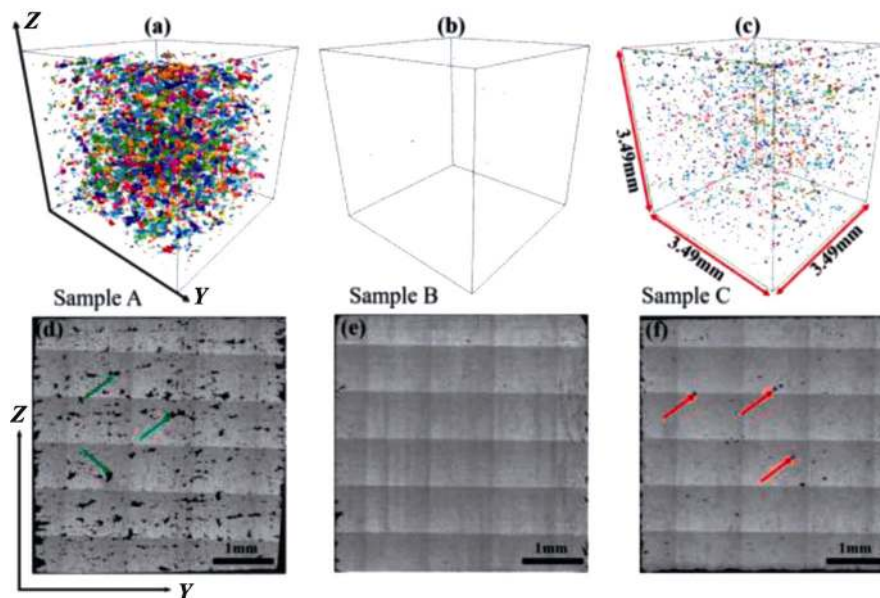 Z
(a)
(b)
(c)
3.49mm
3.49mm
3.49mm
Y
Sample A
Sample B
Sample C
(d)
(e)
(f)
Z
1mm
1mm
1mm
Y